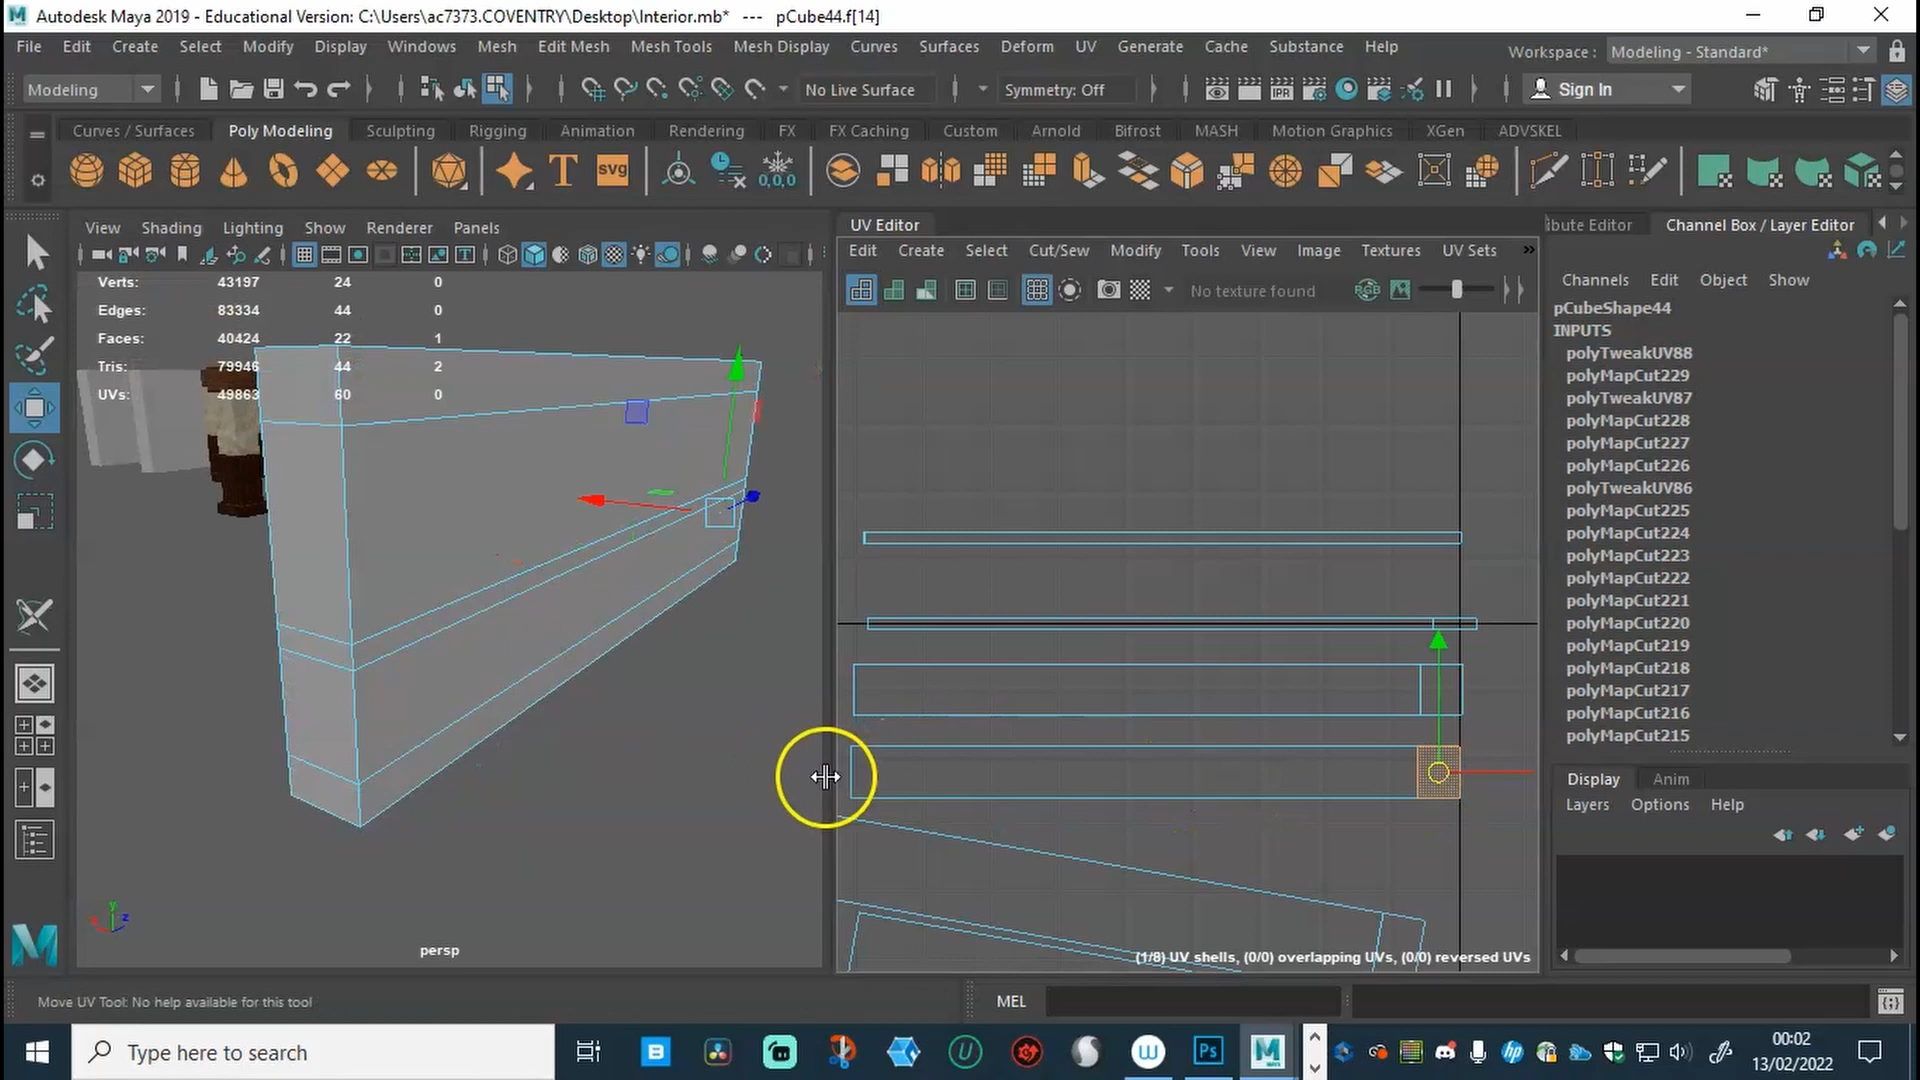 Autodesk Maya 2019 - Educational Version: C:\Users\ac7373.COVENTRY\Desktop\Interior.mb* --- pCube44.f[14]
File Edit Create Select Modify Display Windows Mesh Edit Mesh Mesh Tools Mesh Display Curves Surfaces Deform UV Generate Cache Substance Help
Workspace : Modeling - Standard*
Modeling No Live Surface Symmetry: Off Sign In
Curves / Surfaces Poly Modeling Sculpting Rigging Animation Rendering FX FX Caching Custom Arnold Bifrost MASH Motion Graphics XGen ADVSKEL
T svg 0,0,0
View Shading Lighting Show Renderer Panels
Verts: 43197 24 0
Edges: 83334 44 0
Faces: 40424 22 1
Tris: 79946 44 2
UVs: 49863 60 0
persp
UV Editor
Edit Create Select Cut/Sew Modify Tools View Image Textures UV Sets »
No texture found
(1/8) UV shells, (0/0) overlapping UVs, (0/0) reversed UVs
ibute Editor Channel Box / Layer Editor
Channels Edit Object Show
pCubeShape44
INPUTS
polyTweakUV88
polyMapCut229
polyTweakUV87
polyMapCut228
polyMapCut227
polyMapCut226
polyTweakUV86
polyMapCut225
polyMapCut224
polyMapCut223
polyMapCut222
polyMapCut221
polyMapCut220
polyMapCut219
polyMapCut218
polyMapCut217
polyMapCut216
polyMapCut215
Display Anim
Layers Options Help
Move UV Tool: No help available for this tool
MEL
Type here to search
00:02
13/02/2022